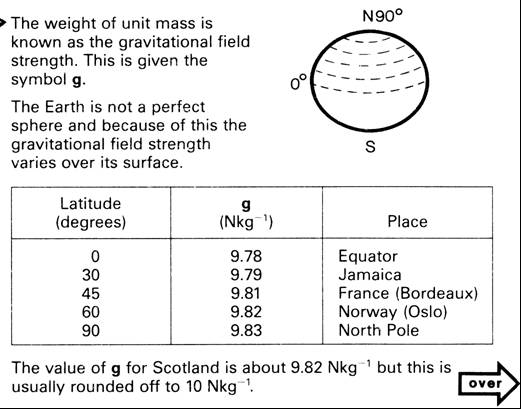 The weight of unit mass is
known as the gravitational field
strength. This is given the
symbol g.
The Earth is not a perfect
sphere and because of this the
gravitational field strength
varies over its surface.
N90°
0°
S
Latitude
(degrees)
g
(Nkg⁻¹)
Place
0 9.78 Equator
30 9.79 Jamaica
45 9.81 France (Bordeaux)
60 9.82 Norway (Oslo)
90 9.83 North Pole
The value of g for Scotland is about 9.82 Nkg⁻¹ but this is
usually rounded off to 10 Nkg⁻¹.
over